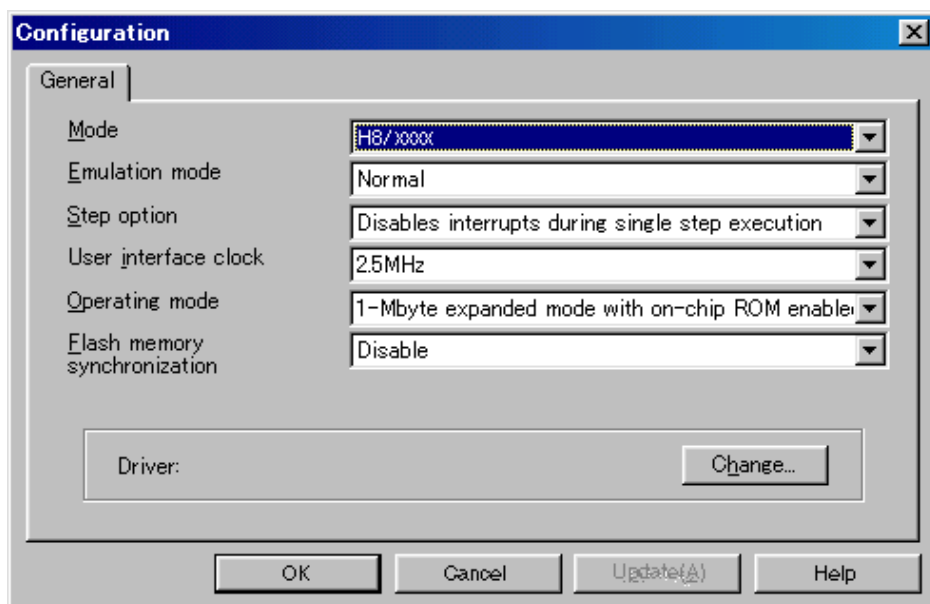 Configuration
General
Mode
H8/xxxx
Emulation mode
Normal
Step option
Disables interrupts during single step execution
User interface clock
2.5MHz
Operating mode
1-Mbyte expanded mode with on-chip ROM enable
Flash memory
synchronization
Disable
Driver:
Change...
OK
Cancel
Update(A)
Help